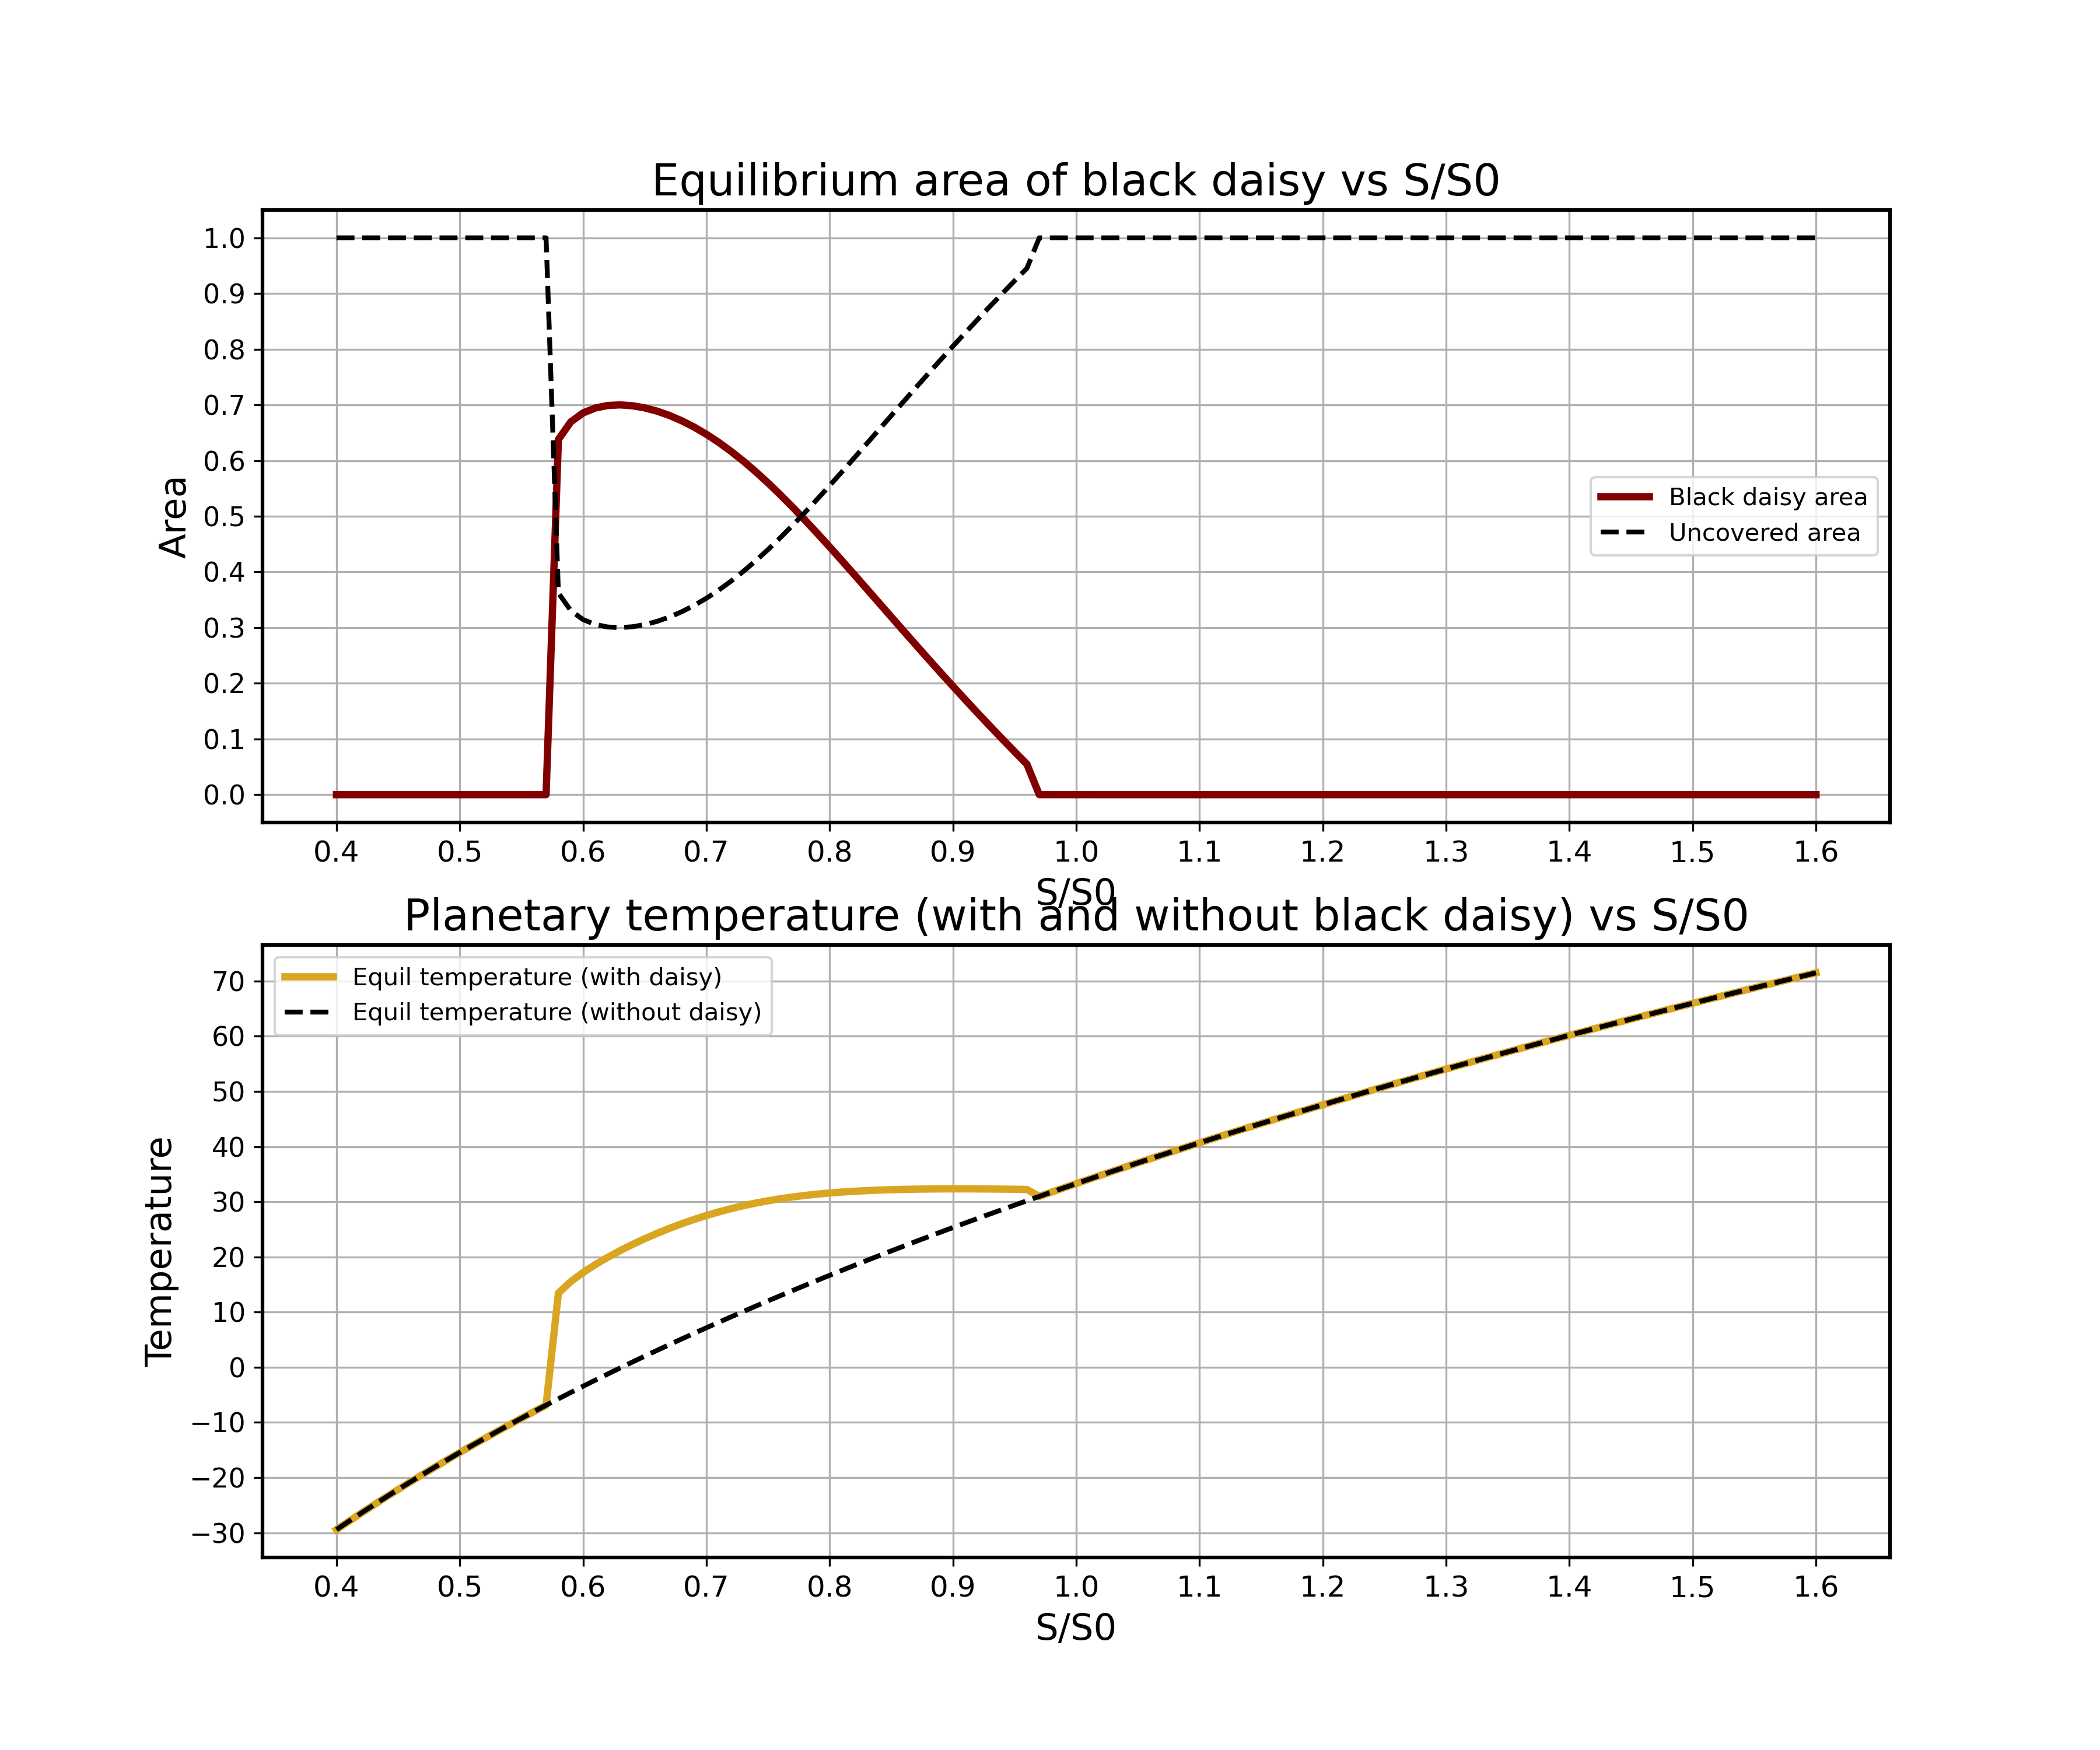 Equilibrium area of black daisy vs S/S0
1.0
0.9
0.8
0.7
0.6
0.5
0.4
0.3
0.2
0.1
0.0
Area
Black daisy area
Uncovered area
0.4 0.5 0.6 0.7 0.8 0.9 1.0 1.1 1.2 1.3 1.4 1.5 1.6
S/S0
Planetary temperature (with and without black daisy) vs S/S0
Equil temperature (with daisy)
Equil temperature (without daisy)
70
60
50
40
30
20
10
0
−10
−20
−30
Temperature
0.4 0.5 0.6 0.7 0.8 0.9 1.0 1.1 1.2 1.3 1.4 1.5 1.6
S/S0